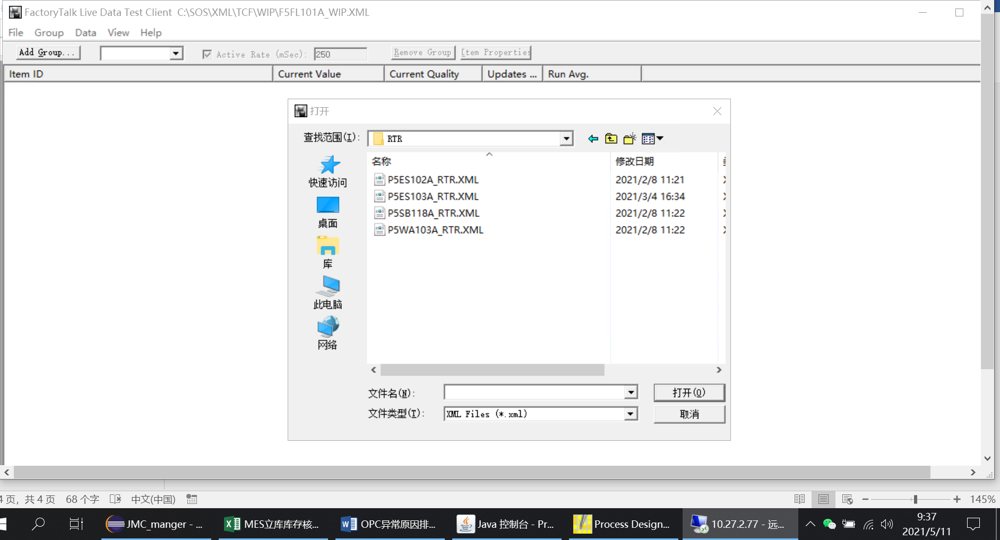 FactoryTalk Live Data Test Client  C:\SOS\XML\TCF\WIP\F5FL101A_WIP.XML
File Group Data View Help
Add Group... Active Rate (mSec): 250 Remove Group Item Properties
Item ID Current Value Current Quality Updates ... Run Avg.
打开
查找范围(I): RTR
名称 修改日期
P5ES102A_RTR.XML 2021/2/8 11:21
P5ES103A_RTR.XML 2021/3/4 16:34
P5SB118A_RTR.XML 2021/2/8 11:22
P5WA103A_RTR.XML 2021/2/8 11:22
快速访问
桌面
库
此电脑
网络
文件名(N): 打开(O)
文件类型(T): XML Files (*.xml) 取消
4 页，共 4 页 68 个字 中文(中国) 145%
JMC_manger - ... MES立库库存核... OPC异常原因排... Java 控制台 - Pr... Process Design... 10.27.2.77 - 远... 9:37
2021/5/11